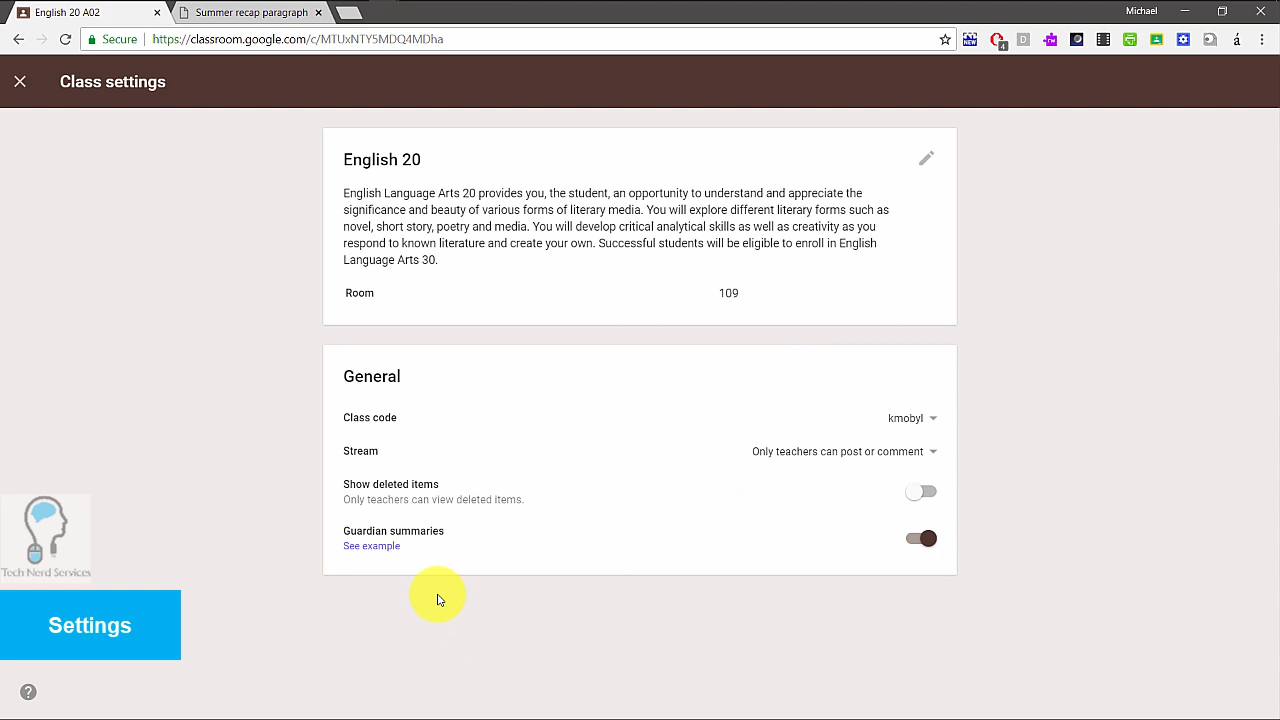 English 20 A02
Summer recap paragraph
Michael
Secure
https://classroom.google.com/c/MTUxNTY5MDQ4MDha
NEW
4
D
á
Class settings
English 20
English Language Arts 20 provides you, the student, an opportunity to understand and appreciate the
significance and beauty of various forms of literary media. You will explore different literary forms such as
novel, short story, poetry and media. You will develop critical analytical skills as well as creativity as you
respond to known literature and create your own. Successful students will be eligible to enroll in English
Language Arts 30.
Room 109
General
Class code kmobyl
Stream Only teachers can post or comment
Show deleted items
Only teachers can view deleted items.
Guardian summaries
See example
Tech Nerd Services
Settings
?